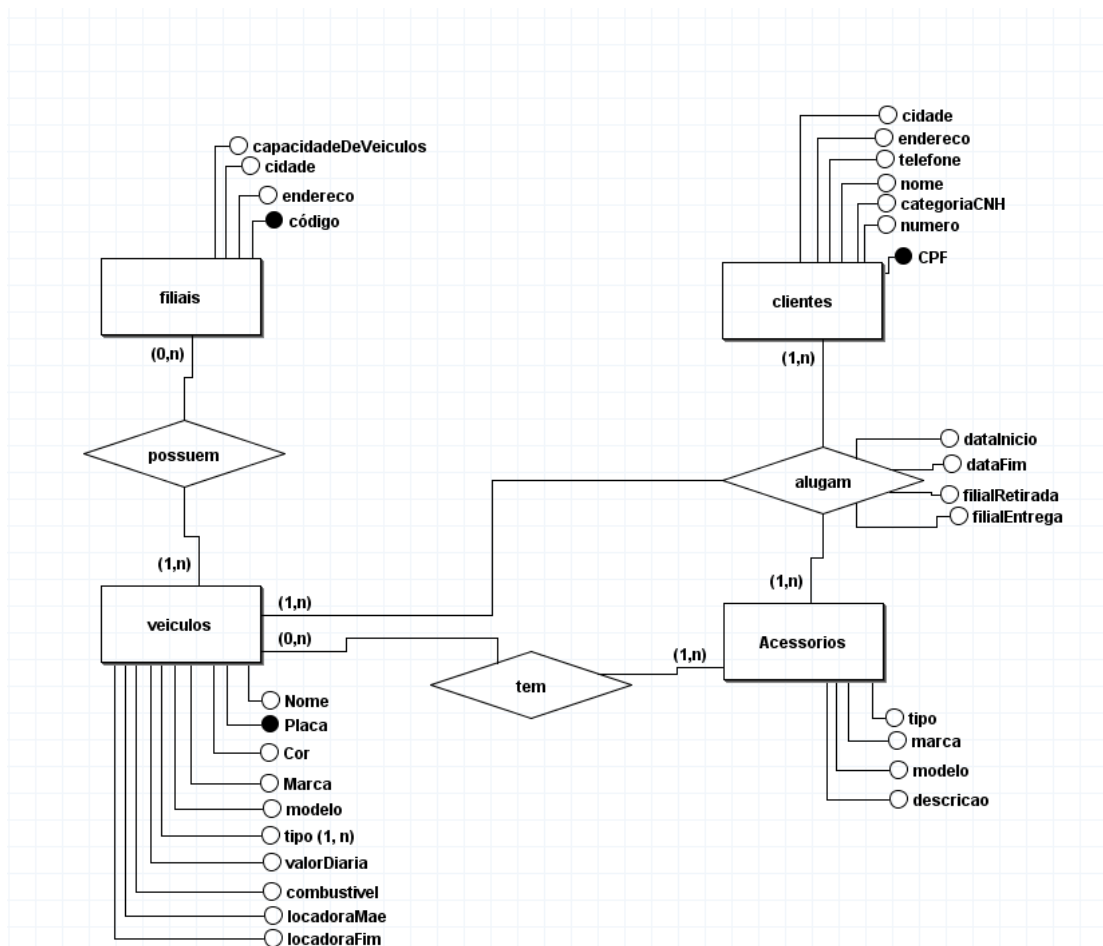 cidade
endereco
telefone
nome
categoriaCNH
numero
CPF
capacidadeDeVeiculos
cidade
endereco
código
filiais
clientes
(0,n)
(1,n)
possuem
alugam
dataInicio
dataFim
filialRetirada
filialEntrega
(1,n)
(1,n)
veiculos
(1,n)
(0,n)
tem
(1,n)
Acessorios
Nome
Placa
Cor
Marca
modelo
tipo (1, n)
valorDiaria
combustivel
locadoraMae
locadoraFim
tipo
marca
modelo
descricao